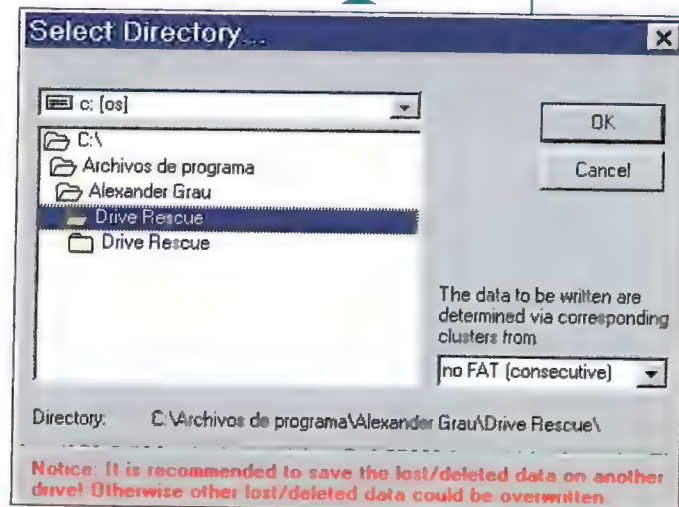 Select Directory...
c: [os]
C:\
Archivos de programa
Alexander Grau
Drive Rescue
Drive Rescue
OK
Cancel
The data to be written are
determined via corresponding
clusters from
no FAT (consecutive)
Directory: C:\Archivos de programa\Alexander Grau\Drive Rescue\
Notice: It is recommended to save the lost/deleted data on another
drive! Otherwise other lost/deleted data could be overwritten.